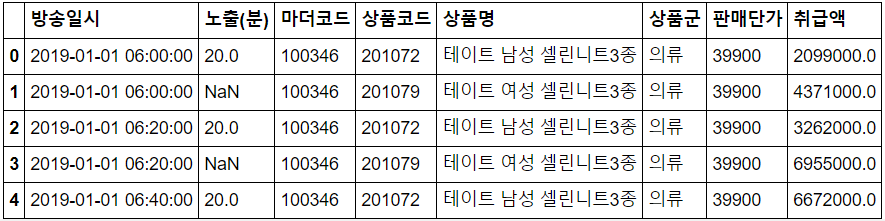 방송일시 노출(분) 마더코드 상품코드 상품명 상품군 판매단가 취급액
0 2019-01-01 06:00:00 20.0 100346 201072 테이트 남성 셀린니트3종 의류 39900 2099000.0
1 2019-01-01 06:00:00 NaN 100346 201079 테이트 여성 셀린니트3종 의류 39900 4371000.0
2 2019-01-01 06:20:00 20.0 100346 201072 테이트 남성 셀린니트3종 의류 39900 3262000.0
3 2019-01-01 06:20:00 NaN 100346 201079 테이트 여성 셀린니트3종 의류 39900 6955000.0
4 2019-01-01 06:40:00 20.0 100346 201072 테이트 남성 셀린니트3종 의류 39900 6672000.0